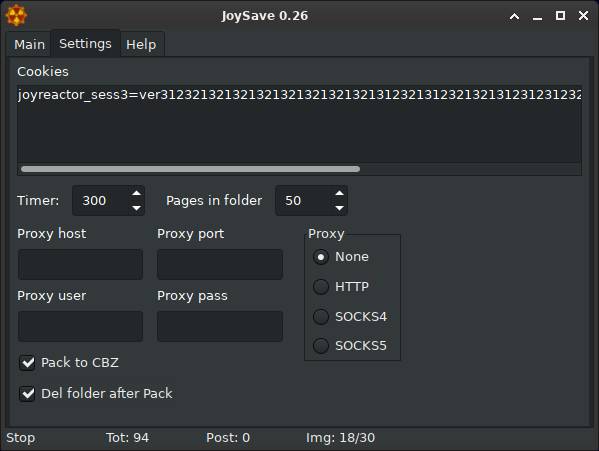 JoySave 0.26
Main Settings Help
Cookies
joyreactor_sess3=ver31232132132132132132132132131232131232132131231231232
Timer: 300 Pages in folder 50
Proxy host Proxy port Proxy
None
HTTP
Proxy user Proxy pass
SOCKS4
SOCKS5
Pack to CBZ
Del folder after Pack
Stop Tot: 94 Post: 0 Img: 18/30